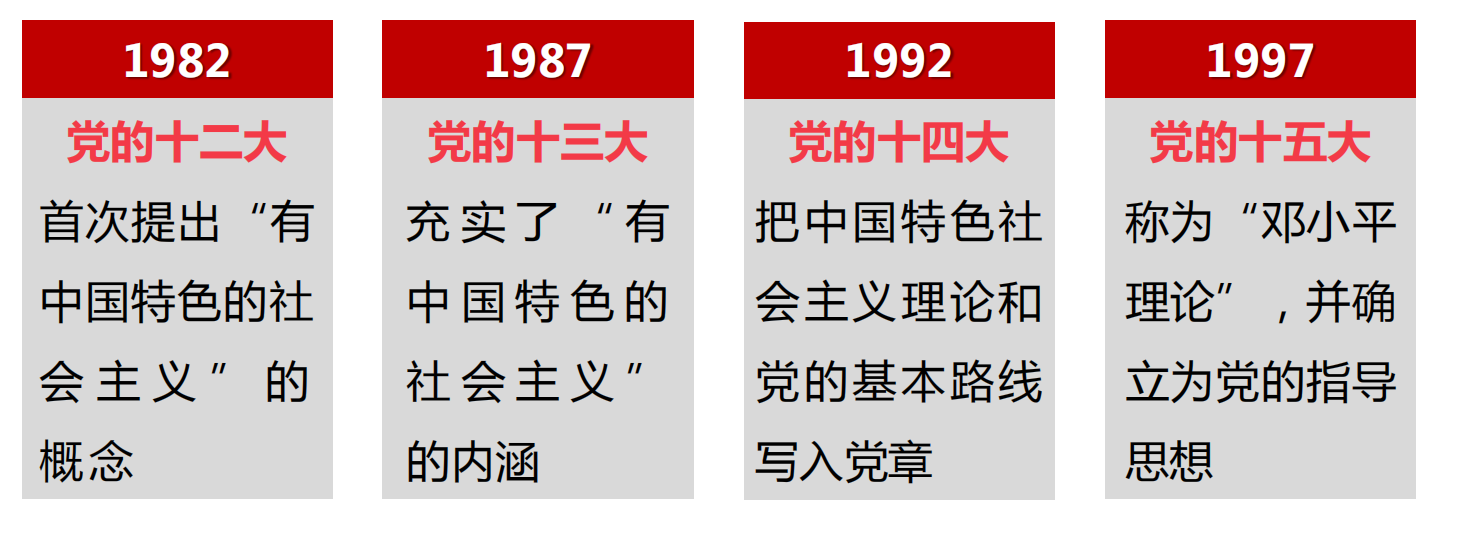 1982
党的十二大
首次提出“有
中国特色的社
会主义”的
概念
1987
党的十三大
充实了“有
中国特色的
社会主义”
的内涵
1992
党的十四大
把中国特色社
会主义理论和
党的基本路线
写入党章
1997
党的十五大
称为“邓小平
理论”,并确
立为党的指导
思想